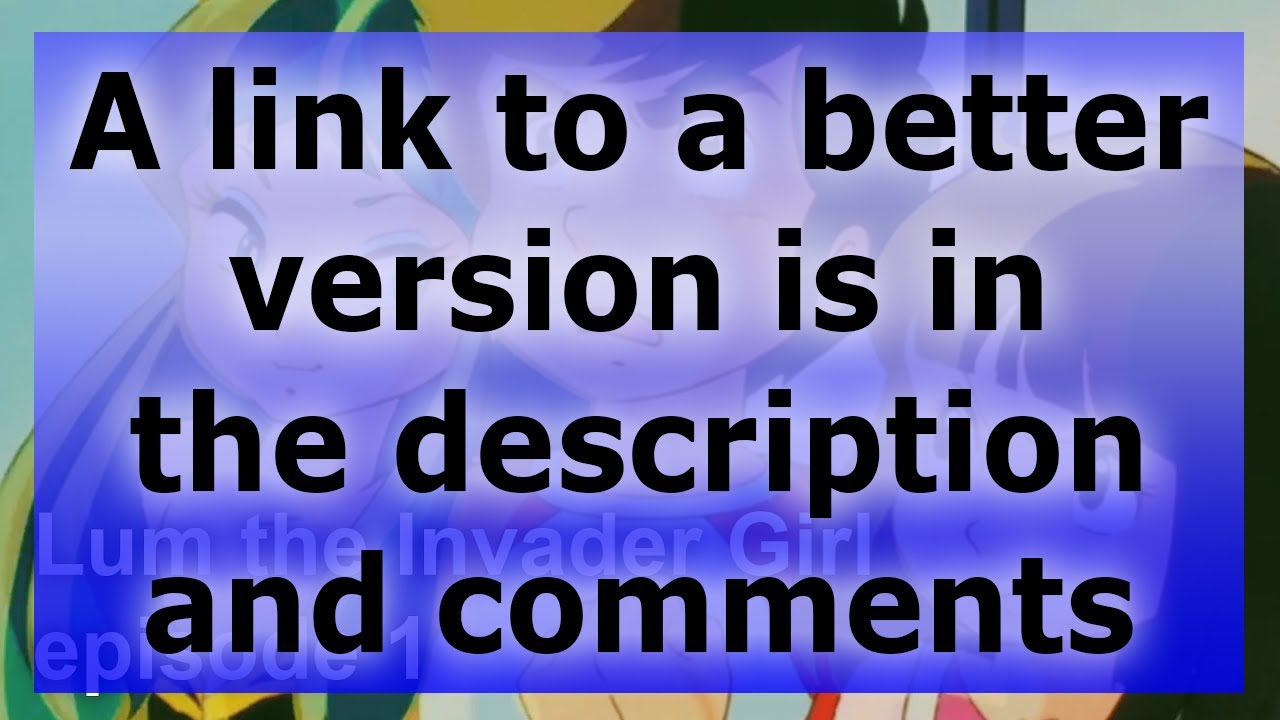 A link to a better
version is in
the description
Lum the Invader Girl
and comments
episode 1